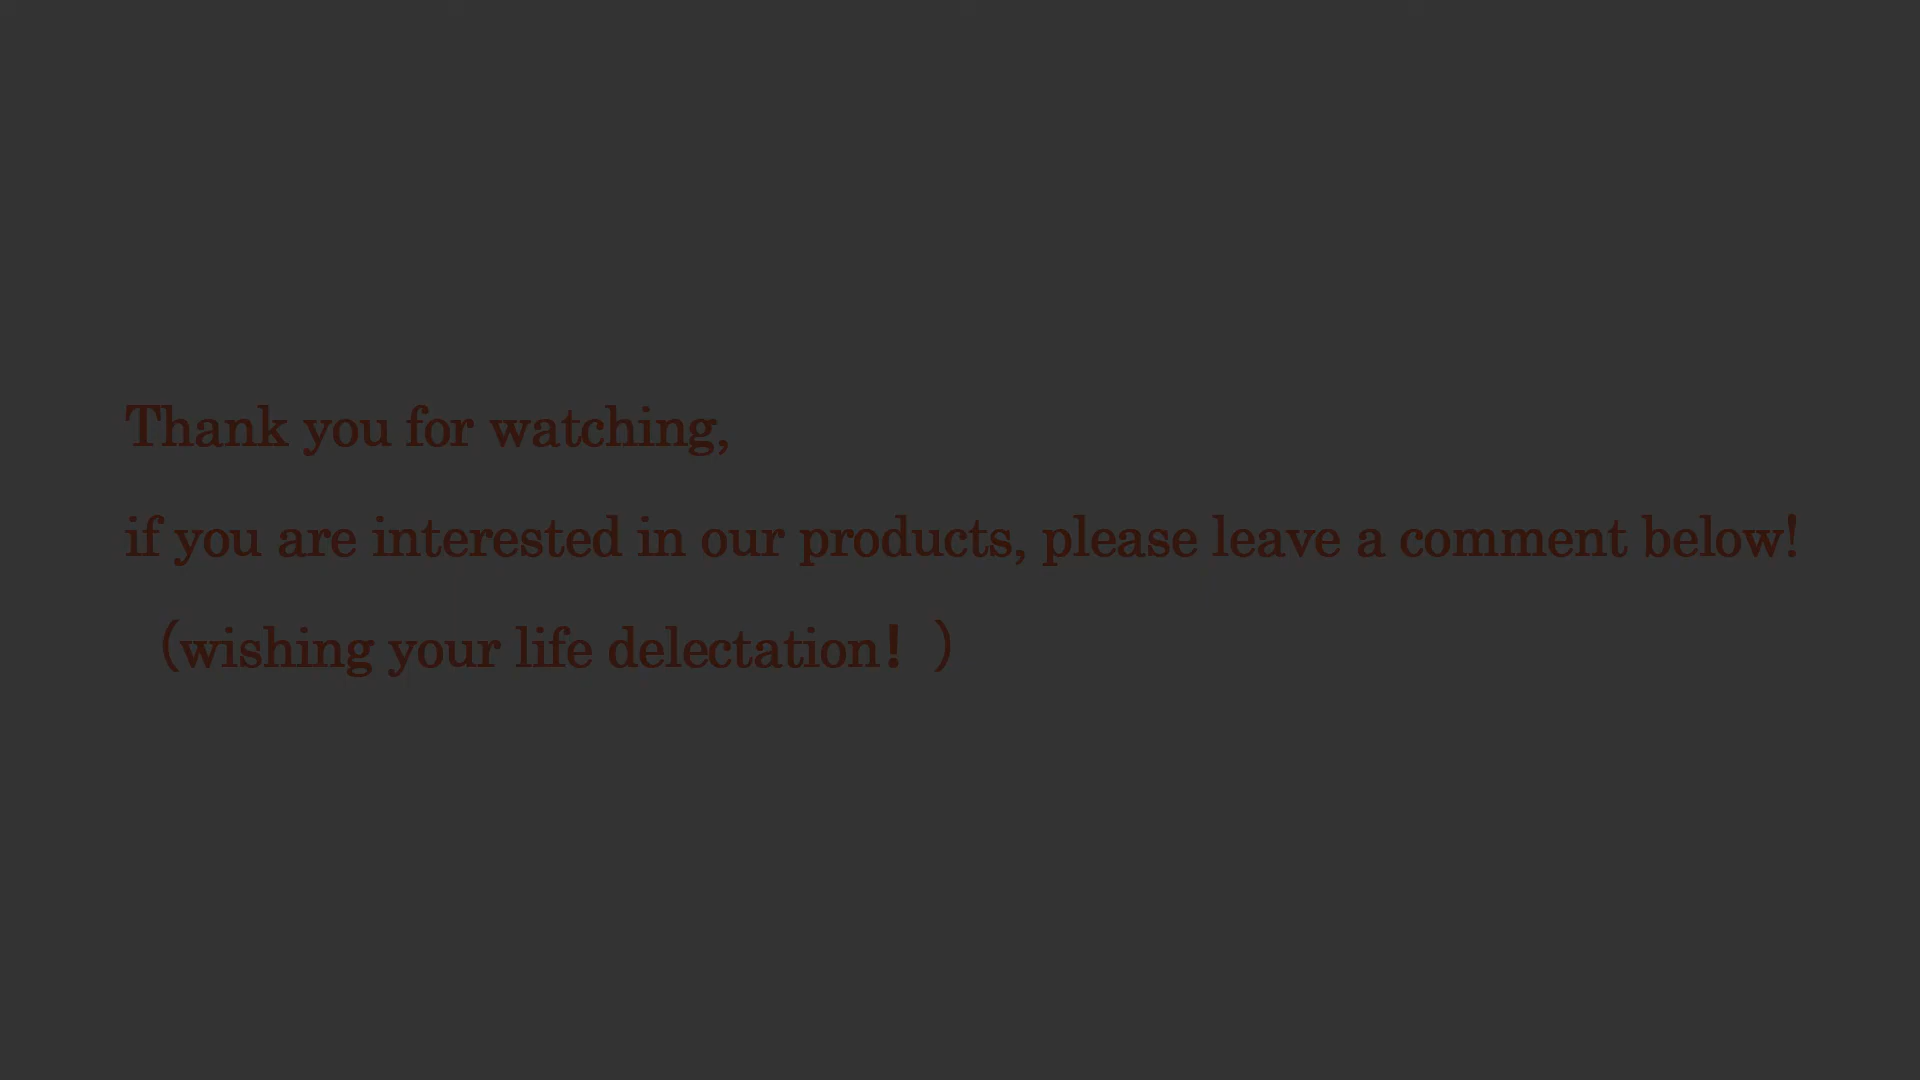 Thank you for watching,
if you are interested in our products, please leave a comment below!
（wishing your life delectation！）